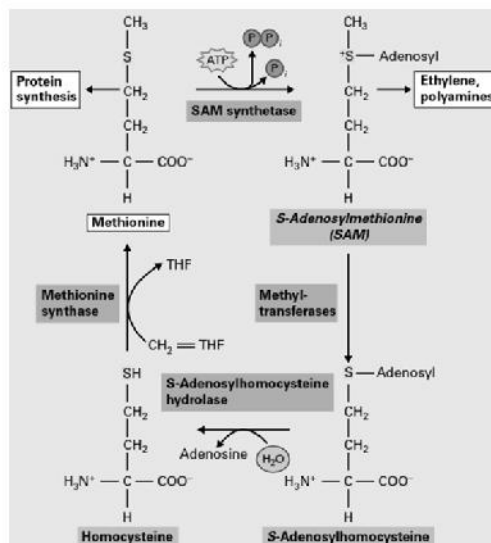 CH₃
S
CH₂
CH₂
H₃N⁺ — C — COO⁻
H
Methionine
Protein
synthesis
ATP
P P i
P i
SAM synthetase
CH₃
⁺S — Adenosyl
CH₂
CH₂
H₃N⁺ — C — COO⁻
H
S-Adenosylmethionine
(SAM)
Ethylene,
polyamines
Methionine
synthase
THF
CH₂ = THF
Methyl-
transferases
SH
CH₂
CH₂
H₃N⁺ — C — COO⁻
H
Homocysteine
S-Adenosylhomocysteine
hydrolase
Adenosine
H₂O
S — Adenosyl
CH₂
CH₂
H₃N⁺ — C — COO⁻
H
S-Adenosylhomocysteine